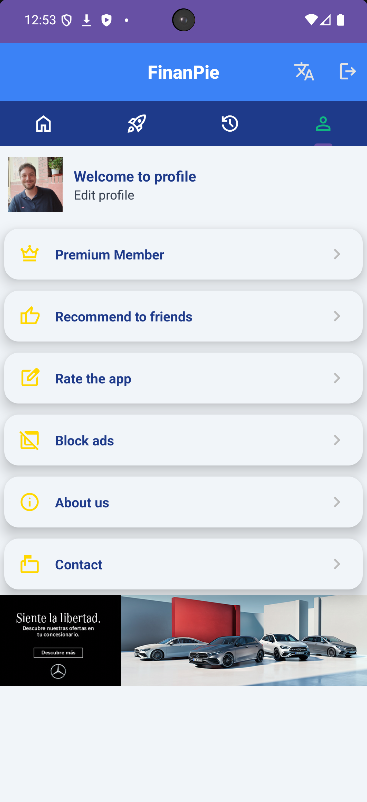 12:53
FinanPie
Welcome to profile
Edit profile
Premium Member
Recommend to friends
Rate the app
Block ads
About us
Contact
Siente la libertad.
Descubre nuestras ofertas en
tu concesionario.
Descubre más